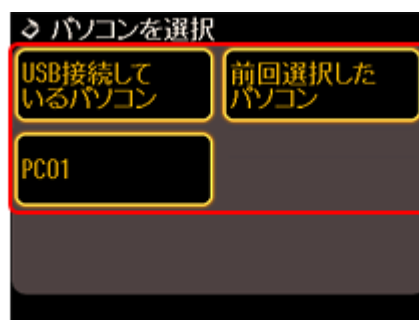 パソコンを選択
USB接続して
いるパソコン
前回選択した
パソコン
PC01